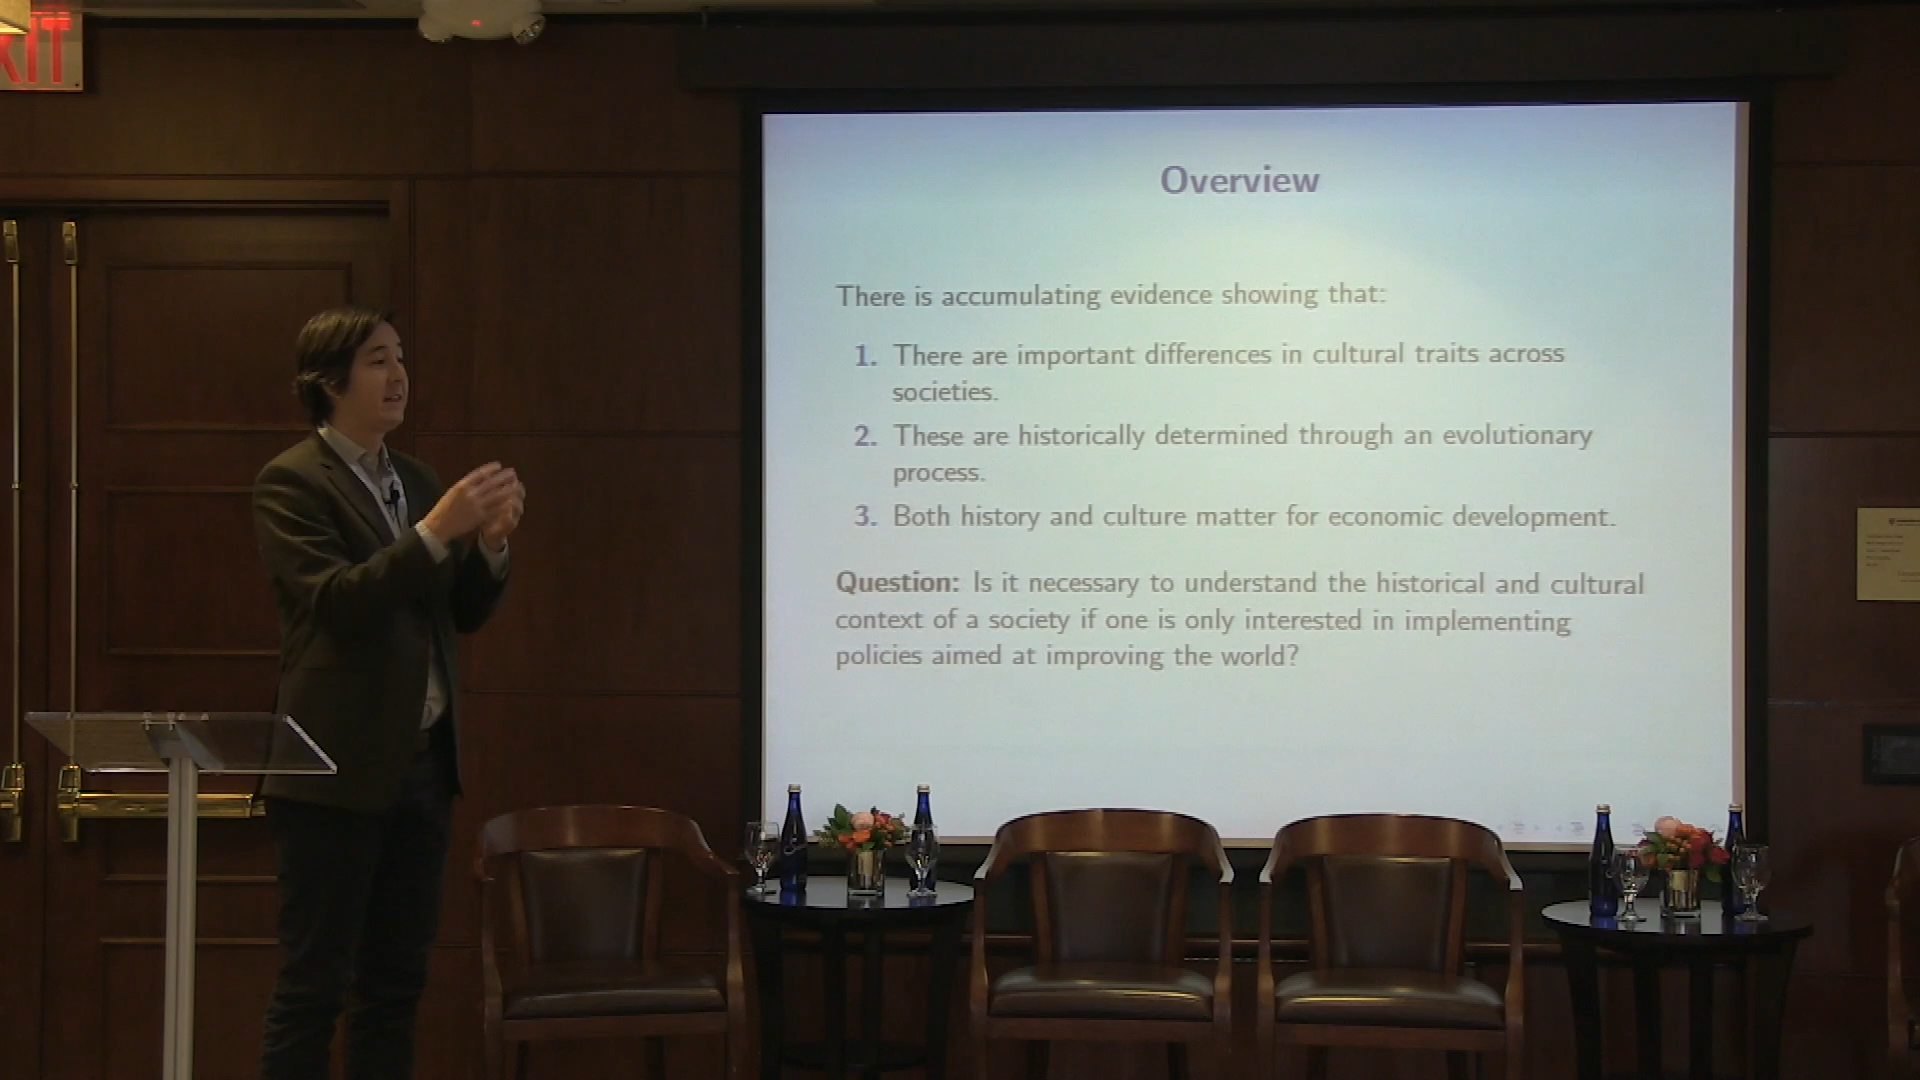 XIT
Overview
There is accumulating evidence showing that:
1. There are important differences in cultural traits across
societies.
2. These are historically determined through an evolutionary
process.
3. Both history and culture matter for economic development.
Question: Is it necessary to understand the historical and cultural
context of a society if one is only interested in implementing
policies aimed at improving the world?